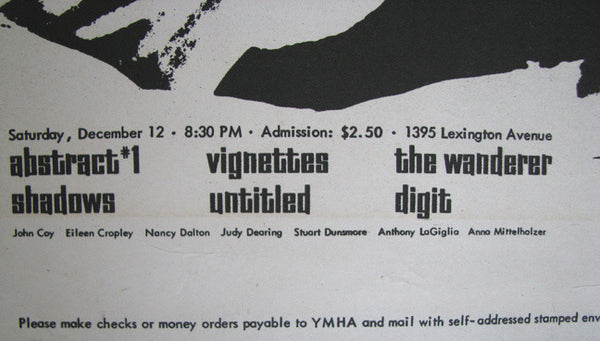 Saturday, December 12 • 8:30 PM • Admission: $2.50 • 1395 Lexington Avenue
abstract #1 vignettes the wanderer
shadows untitled digit
John Coy Eileen Cropley Nancy Dalton Judy Dearing Stuart Dunsmore Anthony LaGiglia Anna Mittelholzer
Please make checks or money orders payable to YMHA and mail with self-addressed stamped env